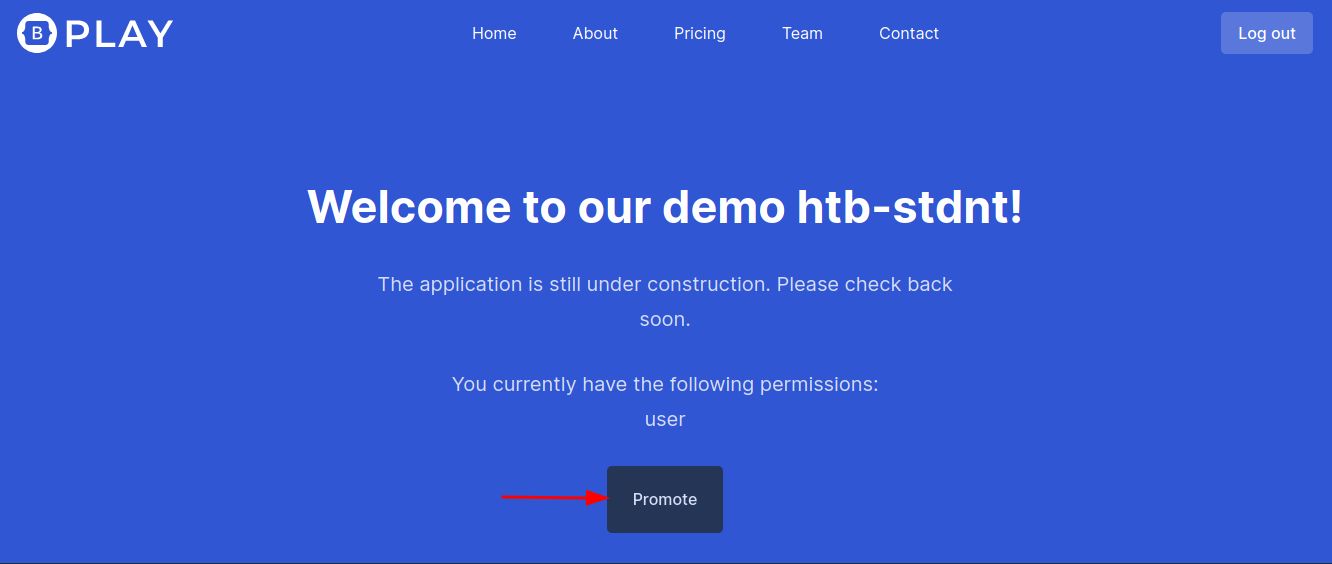 B PLAY Home About Pricing Team Contact Log out
Welcome to our demo htb-stdnt!
The application is still under construction. Please check back
soon.
You currently have the following permissions:
user
Promote